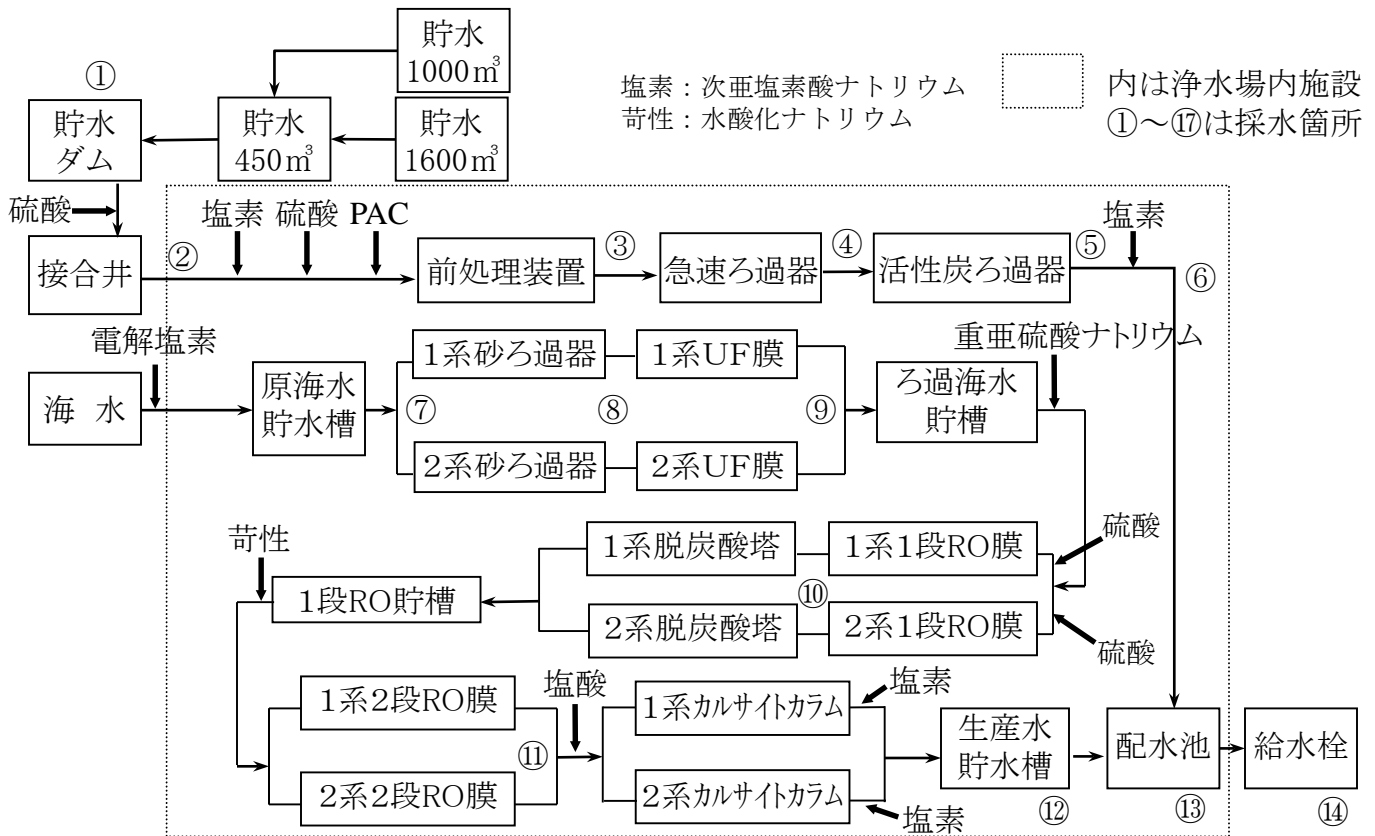 貯水
1000㎥
①
塩素：次亜塩素酸ナトリウム
苛性：水酸化ナトリウム
内は浄水場内施設
①～⑰は採水箇所
貯水
ダム
貯水
450㎥
貯水
1600㎥
硫酸
塩素
硫酸
PAC
塩素
接合井
②
前処理装置
③
急速ろ過器
④
活性炭ろ過器
⑤
⑥
電解塩素
重亜硫酸ナトリウム
海 水
原海水
貯水槽
⑦
1系砂ろ過器
2系砂ろ過器
⑧
1系UF膜
2系UF膜
⑨
ろ過海水
貯槽
苛性
1段RO貯槽
1系脱炭酸塔
2系脱炭酸塔
⑩
1系1段RO膜
2系1段RO膜
硫酸
硫酸
1系2段RO膜
2系2段RO膜
⑪
塩酸
1系カルサイトカラム
2系カルサイトカラム
塩素
塩素
生産水
貯水槽
⑫
配水池
⑬
給水栓
⑭